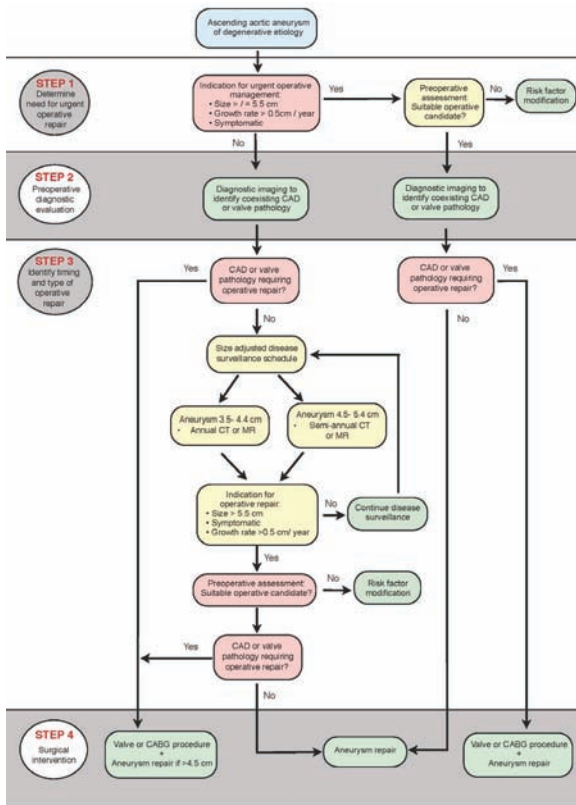 Ascending aortic aneurysm
of degenerative etiology
STEP 1
Determine
need for urgent
operative
repair
Indication for urgent operative
management:
• Size > / = 5.5 cm
• Growth rate > 0.5cm / year
• Symptomatic
Yes
Preoperative
assessment:
Suitable operative
candidate?
No
Risk factor
modification
No
Yes
STEP 2
Preoperative
diagnostic
evaluation
Diagnostic imaging to
identify coexisting CAD
or valve pathology
Diagnostic imaging to
identify coexisting CAD
or valve pathology
STEP 3
Identify timing
and type of
operative
repair
Yes
CAD or valve
pathology requiring
operative repair?
CAD or valve
pathology requiring
operative repair?
Yes
No
No
Size adjusted disease
surveillance schedule
Aneurysm 3.5- 4.4 cm
• Annual CT or MR
Aneurysm 4.5- 5.4 cm
• Semi-annual CT
or MR
Indication for
operative repair:
• Size > 5.5 cm
• Symptomatic
• Growth rate >0.5 cm/ year
No
Continue disease
surveillance
Yes
Preoperative assessment:
Suitable operative candidate?
No
Risk factor
modification
Yes
CAD or valve
pathology requiring
operative repair?
No
STEP 4
Surgical
intervention
Valve or CABG procedure
+
Aneurysm repair if >4.5 cm
Aneurysm repair
Valve or CABG procedure
+
Aneurysm repair